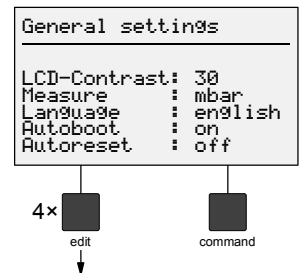 General settings
LCD-Contrast: 30
Measure : mbar
Language : english
Autoboot : on
Autoreset : off
4×
edit command